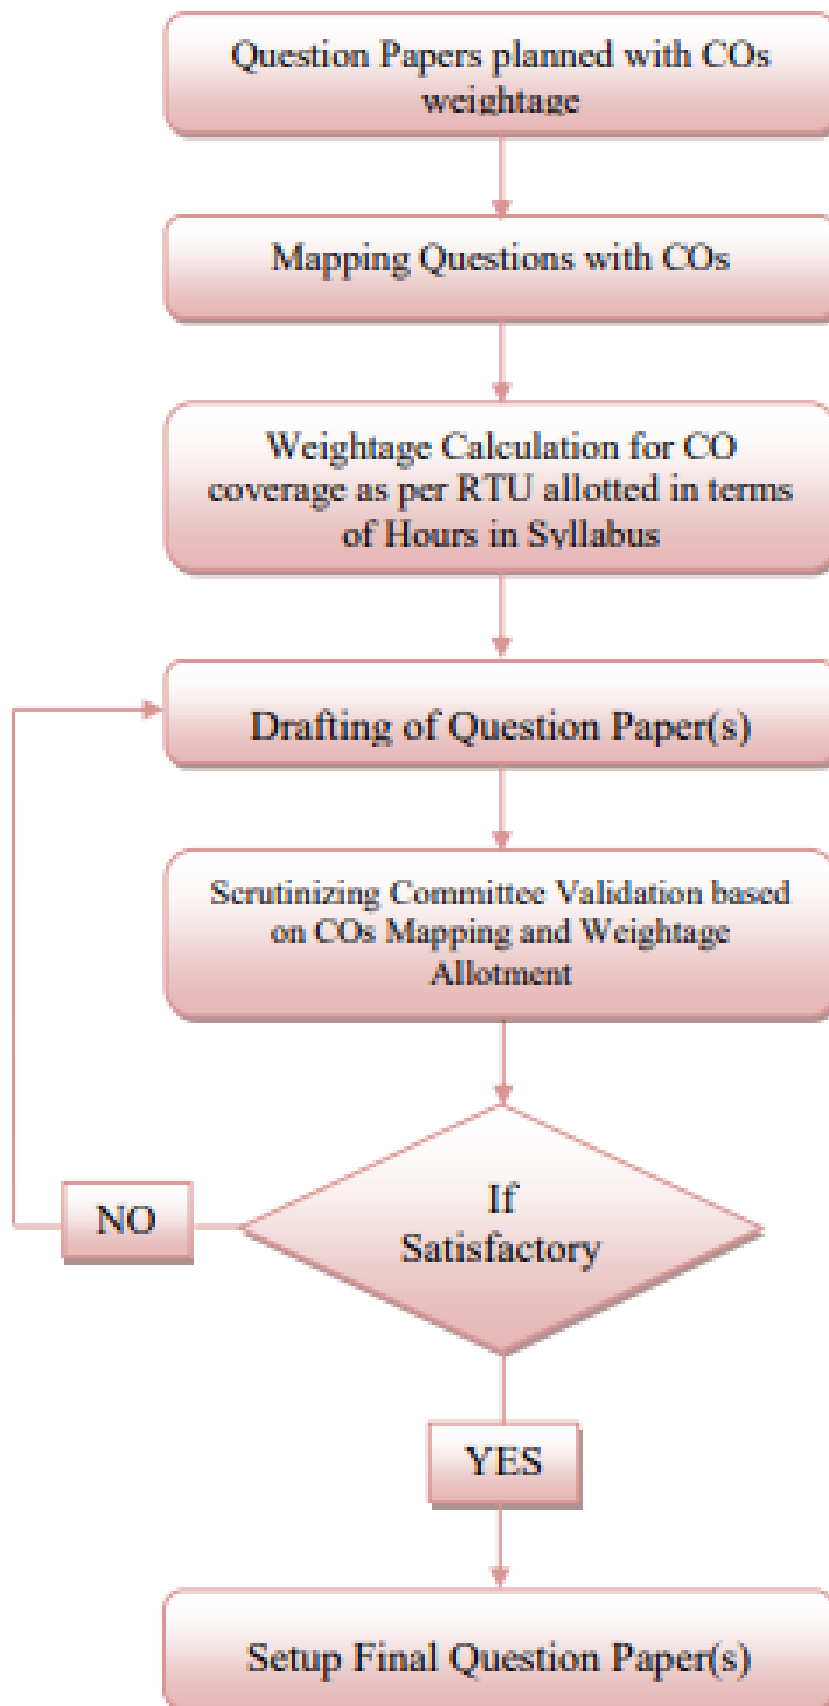 Question Papers planned with COs
weightage
Mapping Questions with COs
Weightage Calculation for CO
coverage as per RTU allotted in terms
of Hours in Syllabus
Drafting of Question Paper(s)
Scrutinizing Committee Validation based
on COs Mapping and Weightage
Allotment
If
Satisfactory
NO
YES
Setup Final Question Paper(s)